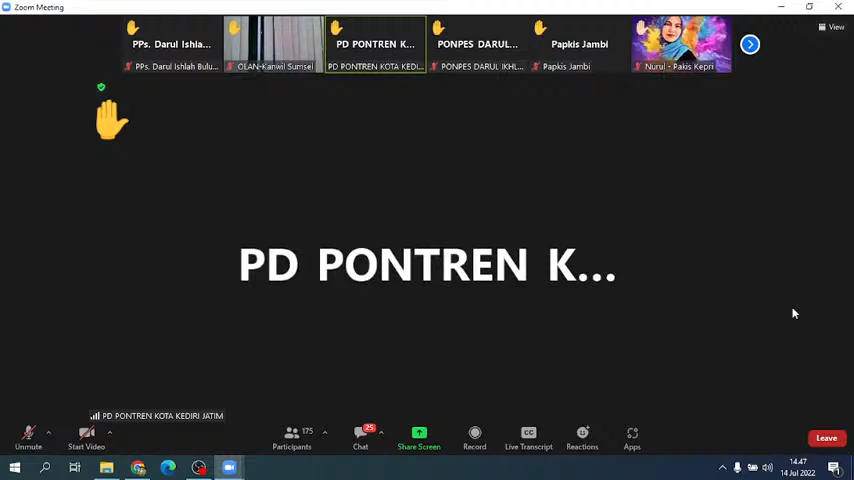 Zoom Meeting
PPs. Darul Ishla...
PD PONTREN K...
PONPES DARUL...
Papkis Jambi
View
PPs. Darul Ishlah Bulu...
OLAN-Kanwil Sumsel
PD PONTREN KOTA KEDI...
PONPES DARUL IKHL...
Papkis Jambi
Nurul - Pakis Kepri
PD PONTREN K...
PD PONTREN KOTA KEDIRI JATIM
175
25
CC
Unmute
Start Video
Participants
Chat
Share Screen
Record
Live Transcript
Reactions
Apps
Leave
14.47
14 Jul 2022
1